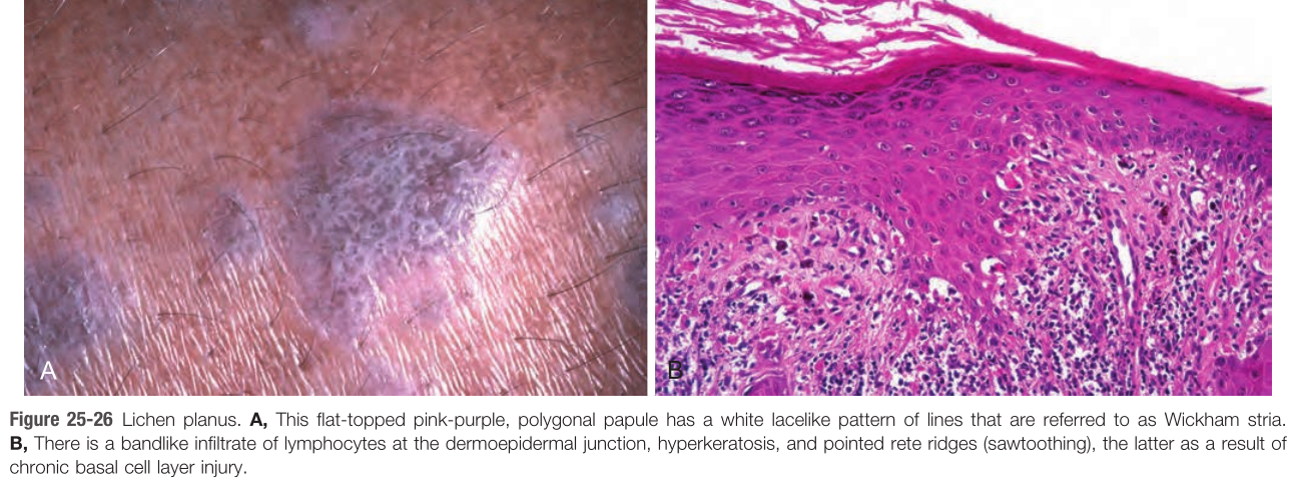 A
B
Figure 25-26 Lichen planus. A, This flat-topped pink-purple, polygonal papule has a white lacelike pattern of lines that are referred to as Wickham stria.
B, There is a bandlike infiltrate of lymphocytes at the dermoepidermal junction, hyperkeratosis, and pointed rete ridges (sawtoothing), the latter as a result of
chronic basal cell layer injury.